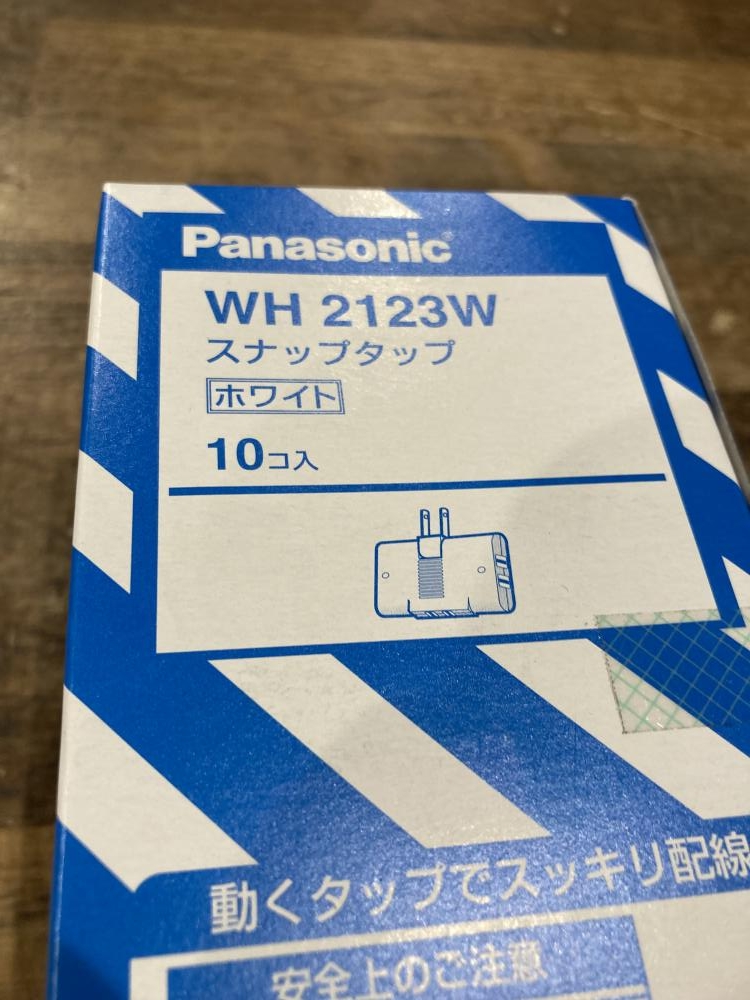 Panasonic
WH 2123W
スナップタップ
ホワイト
10コ入
動くタップでスッキリ配線
安全上のご注意